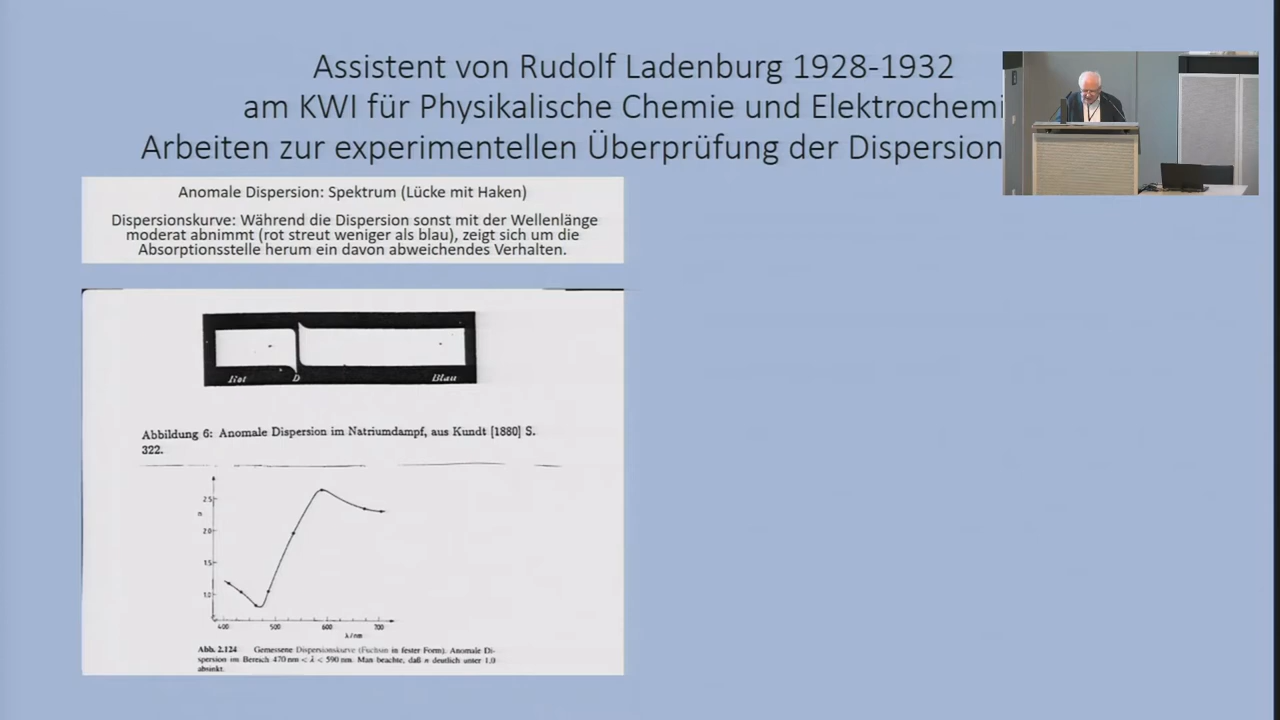 Assistent von Rudolf Ladenburg 1928-1932
am KWI für Physikalische Chemie und Elektrochemi
Arbeiten zur experimentellen Überprüfung der Dispersion
Anomale Dispersion: Spektrum (Lücke mit Haken)
Dispersionskurve: Während die Dispersion sonst mit der Wellenlänge
moderat abnimmt (rot streut weniger als blau), zeigt sich um die
Absorptionsstelle herum ein davon abweichendes Verhalten.
Rot D Blau
Abbildung 6: Anomale Dispersion im Natriumdampf, aus Kundt [1880] S.
322.
2.5
n
2.0
1.5
1.0
400 500 600 700
λ/nm
Abb. 2.124 Gemessene Dispersionskurve (Fuchsin in fester Form). Anomale Di-
spersion im Bereich 470 nm < λ < 590 nm. Man beachte, daß n deutlich unter 1.0
absinkt.